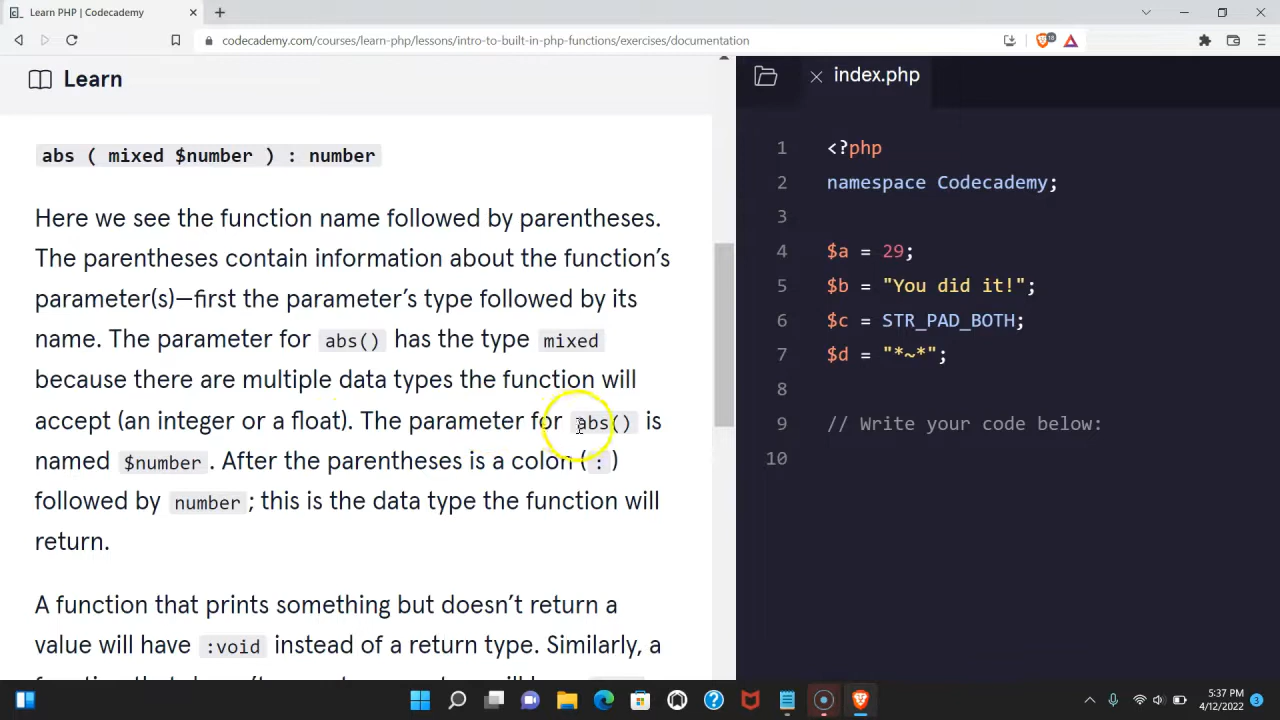 Learn PHP | Codecademy
codecademy.com/courses/learn-php/lessons/intro-to-built-in-php-functions/exercises/documentation
18
Learn
index.php
abs ( mixed $number ) : number
Here we see the function name followed by parentheses.
The parentheses contain information about the function’s
parameter(s)—first the parameter’s type followed by its
name. The parameter for abs() has the type mixed
because there are multiple data types the function will
accept (an integer or a float). The parameter for abs() is
named $number. After the parentheses is a colon (:)
followed by number; this is the data type the function will
return.
A function that prints something but doesn’t return a
value will have :void instead of a return type. Similarly, a
1 <?php
2 namespace Codecademy;
3
4 $a = 29;
5 $b = "You did it!";
6 $c = STR_PAD_BOTH;
7 $d = "*~*";
8
9 // Write your code below:
10
5:37 PM
4/12/2022
3